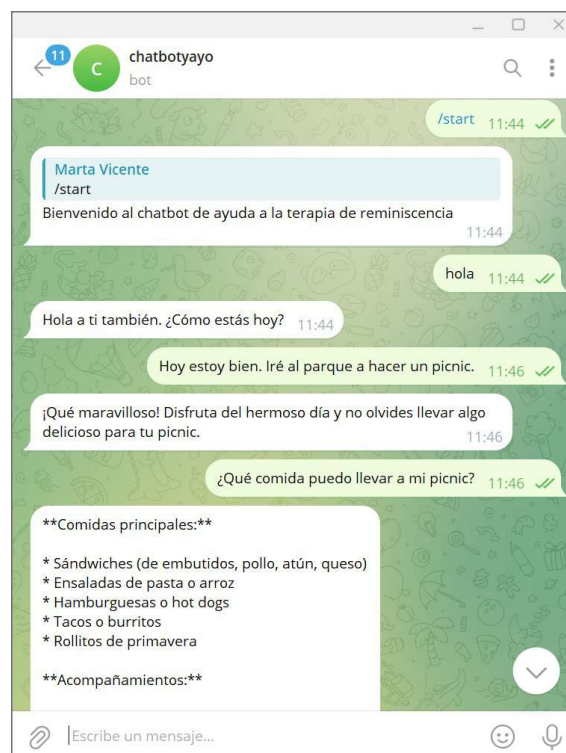 11
C
chatbotyayo
bot
/start 11:44
Marta Vicente
/start
Bienvenido al chatbot de ayuda a la terapia de reminiscencia
11:44
hola 11:44
Hola a ti también. ¿Cómo estás hoy? 11:44
Hoy estoy bien. Iré al parque a hacer un picnic. 11:46
¡Qué maravilloso! Disfruta del hermoso día y no olvides llevar algo
delicioso para tu picnic.
11:46
¿Qué comida puedo llevar a mi picnic? 11:46
**Comidas principales:**
* Sándwiches (de embutidos, pollo, atún, queso)
* Ensaladas de pasta o arroz
* Hamburguesas o hot dogs
* Tacos o burritos
* Rollitos de primavera
**Acompañamientos:**
Escribe un mensaje...